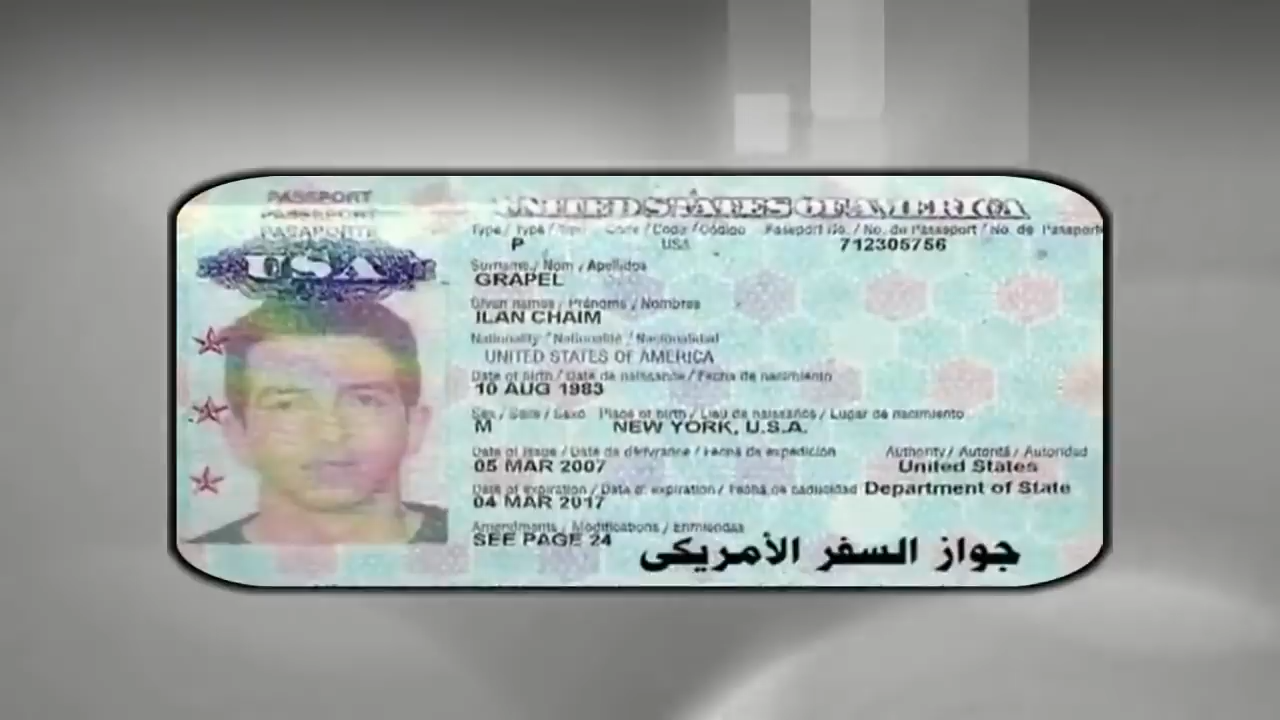 PASSPORT
PASAPORTE
USA
UNITED STATES OF AMERICA
Type / Type / Tipo Code / Code / Código Passport No. / No. du Passeport / No. de Pasaporte
P USA 712305756
Surname / Nom / Apellidos
GRAPEL
Given names / Prénoms / Nombres
ILAN CHAIM
Nationality / Nationalité / Nacionalidad
UNITED STATES OF AMERICA
Date of birth / Date de naissance / Fecha de nacimiento
10 AUG 1983
Sex / Sexe / Sexo Place of birth / Lieu de naissance / Lugar de nacimiento
M NEW YORK, U.S.A.
Date of issue / Date de délivrance / Fecha de expedición Authority / Autorité / Autoridad
05 MAR 2007 United States
Date of expiration / Date d' expiration / Fecha de caducidad Department of State
04 MAR 2017
Amendments / Modifications / Enmiendas
SEE PAGE 24
جواز السفر الأمريكى